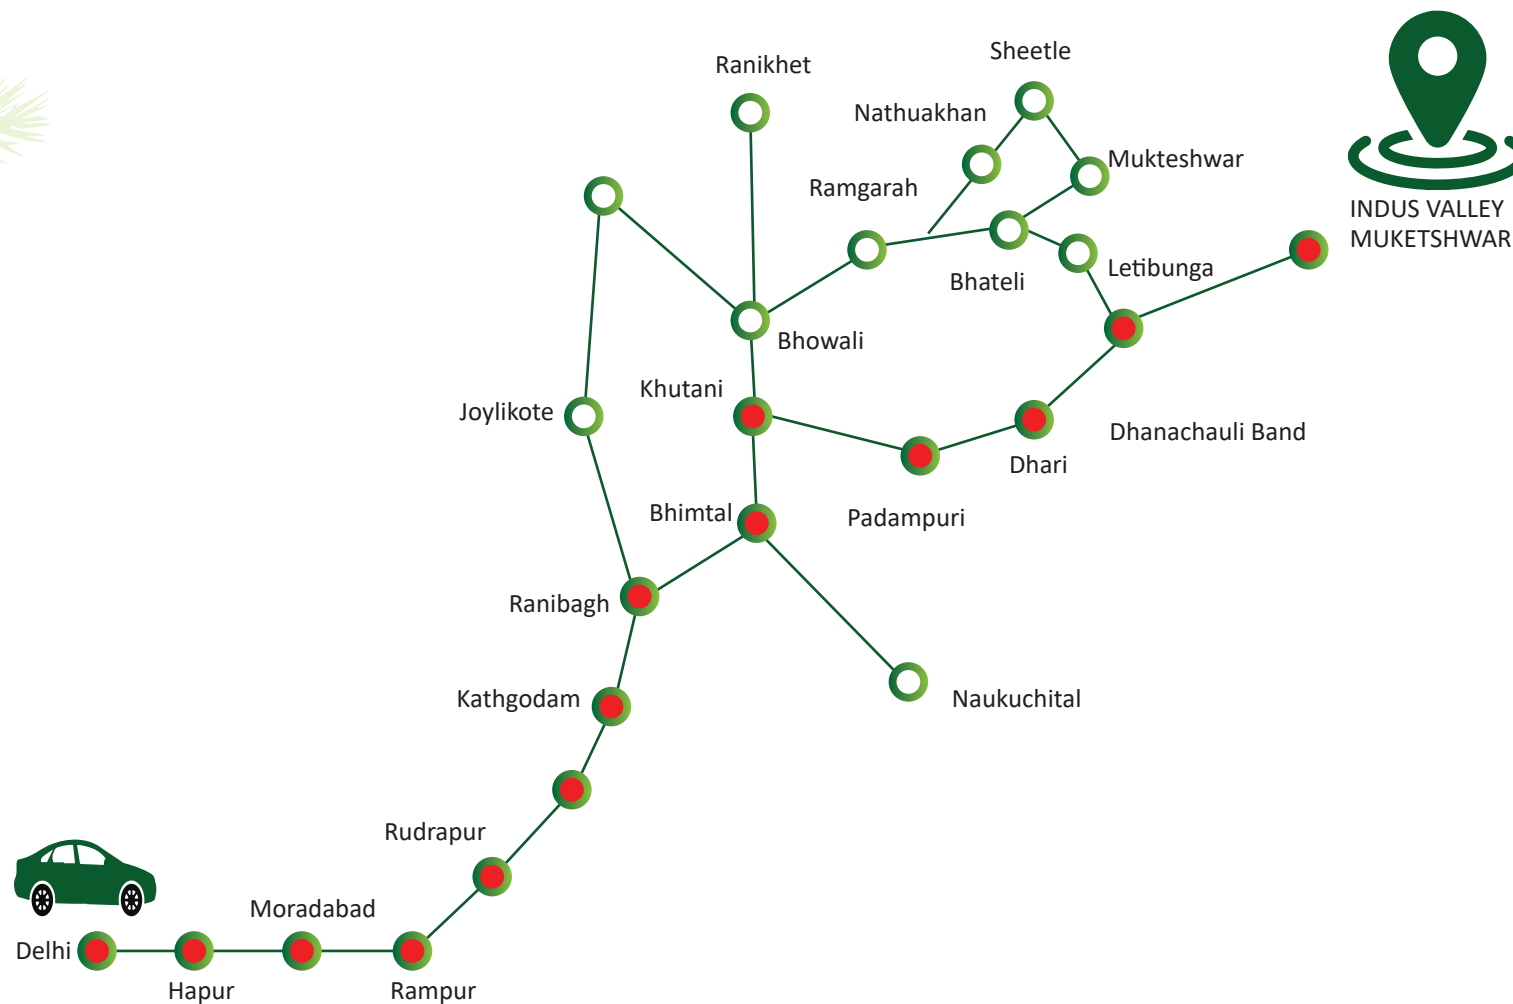 Sheetle
Ranikhet
Nathuakhan
Mukteshwar
Ramgarah
INDUS VALLEY
MUKETSHWAR
Letibunga
Bhateli
Bhowali
Khutani
Joylikote
Dhanachauli Band
Dhari
Bhimtal
Padampuri
Ranibagh
Kathgodam
Naukuchital
Rudrapur
Moradabad
Delhi
Hapur
Rampur